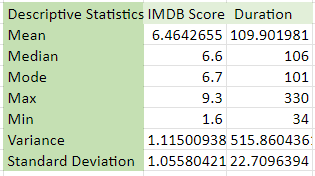 Descriptive Statistics IMDB Score Duration
Mean 6.4642655 109.901981
Median 6.6 106
Mode 6.7 101
Max 9.3 330
Min 1.6 34
Variance 1.11500938 515.860436
Standard Deviation 1.05580421 22.7096394